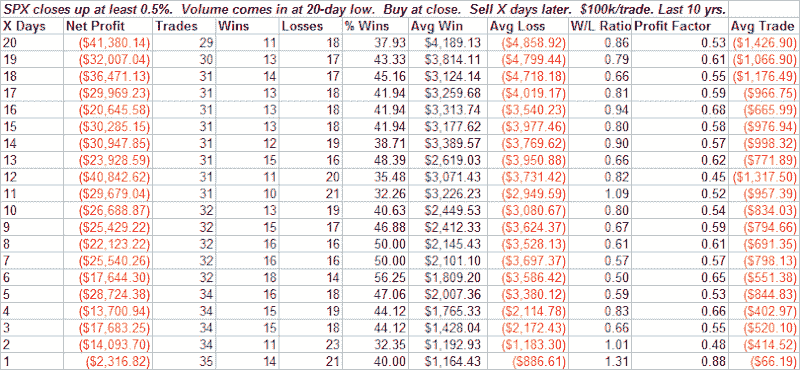 SPX closes up at least 0.5%. Volume comes in at 20-day low. Buy at close. Sell X days later. $100k/trade. Last 10 yrs.
X Days Net Profit Trades Wins Losses % Wins Avg Win Avg Loss W/L Ratio Profit Factor Avg Trade
20 ($41,380.14) 29 11 18 37.93 $4,189.13 ($4,858.92) 0.86 0.53 ($1,426.90)
19 ($32,007.04) 30 13 17 43.33 $3,814.11 ($4,799.44) 0.79 0.61 ($1,066.90)
18 ($36,471.13) 31 14 17 45.16 $3,124.14 ($4,718.18) 0.66 0.55 ($1,176.49)
17 ($29,969.23) 31 13 18 41.94 $3,259.68 ($4,019.17) 0.81 0.59 ($966.75)
16 ($20,645.58) 31 13 18 41.94 $3,313.74 ($3,540.23) 0.94 0.68 ($665.99)
15 ($30,285.15) 31 13 18 41.94 $3,177.62 ($3,977.46) 0.80 0.58 ($976.94)
14 ($30,947.85) 31 12 19 38.71 $3,389.57 ($3,769.62) 0.90 0.57 ($998.32)
13 ($23,928.59) 31 15 16 48.39 $2,619.03 ($3,950.88) 0.66 0.62 ($771.89)
12 ($40,842.62) 31 11 20 35.48 $3,071.43 ($3,731.42) 0.82 0.45 ($1,317.50)
11 ($29,679.04) 31 10 21 32.26 $3,226.23 ($2,949.59) 1.09 0.52 ($957.39)
10 ($26,688.87) 32 13 19 40.63 $2,449.53 ($3,080.67) 0.80 0.54 ($834.03)
9 ($25,429.22) 32 15 17 46.88 $2,412.33 ($3,624.37) 0.67 0.59 ($794.66)
8 ($22,123.22) 32 16 16 50.00 $2,145.43 ($3,528.13) 0.61 0.61 ($691.35)
7 ($25,540.26) 32 16 16 50.00 $2,101.10 ($3,697.37) 0.57 0.57 ($798.13)
6 ($17,644.30) 32 18 14 56.25 $1,809.20 ($3,586.42) 0.50 0.65 ($551.38)
5 ($28,724.38) 34 16 18 47.06 $2,007.36 ($3,380.12) 0.59 0.53 ($844.83)
4 ($13,700.94) 34 15 19 44.12 $1,765.33 ($2,114.78) 0.83 0.66 ($402.97)
3 ($17,683.25) 34 15 18 44.12 $1,428.04 ($2,172.43) 0.66 0.55 ($520.10)
2 ($14,093.70) 34 11 23 32.35 $1,192.93 ($1,183.30) 1.01 0.48 ($414.52)
1 ($2,316.82) 35 14 21 40.00 $1,164.43 ($886.61) 1.31 0.88 ($66.19)